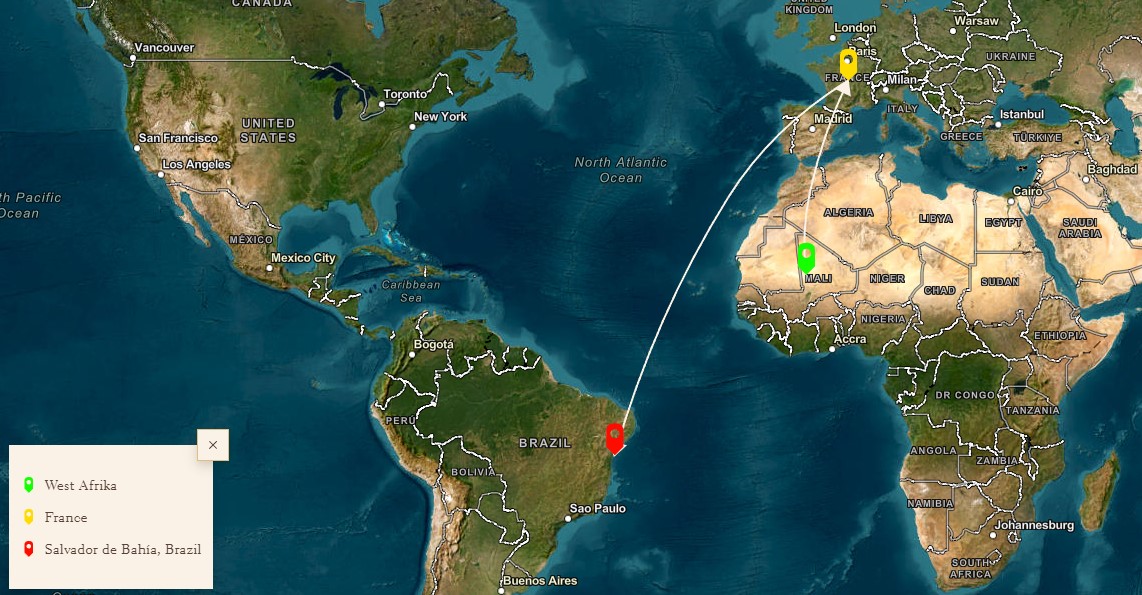 CANADA
UNITED
KINGDOM
London
Warsaw
Vancouver
Paris
UKRAINE
FRANCE
Milan
Toronto
ITALY
New York
UNITED
STATES
Madrid
Istanbul
GREECE
TÜRKIYE
San Francisco
Los Angeles
North Atlantic
Ocean
Baghdad
th Pacific
Ocean
Cairo
ALGERIA
LIBYA
EGYPT
SAUDI
ARABIA
MÉXICO
Mexico City
MALI
NIGER
CHAD
SUDAN
Caribbean
Sea
NIGERIA
ETHIOPIA
Accra
Bogotá
DR CONGO
TANZANIA
PERÚ
BRAZIL
ANGOLA
ZAMBIA
BOLIVIA
NAMIBIA
Sao Paulo
Johannesburg
SOUTH
AFRICA
Buenos Aires
×
West Afrika
France
Salvador de Bahía, Brazil